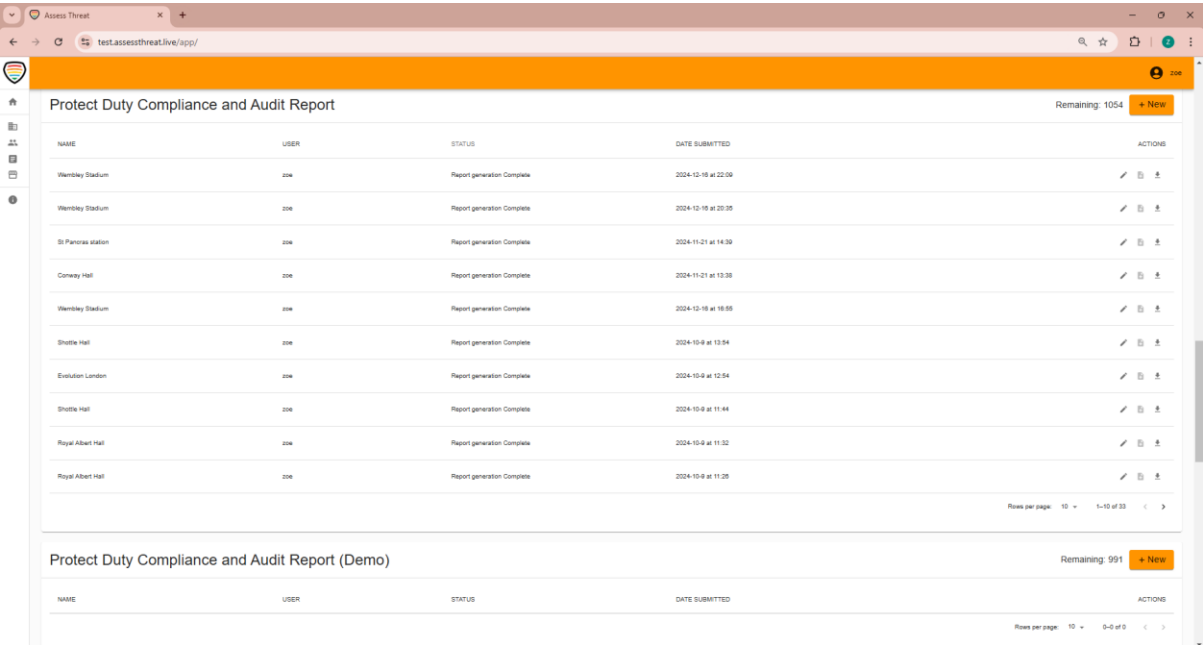 Assess Threat
test.assessthreat.live/app/
Z
zoe
Protect Duty Compliance and Audit Report
Remaining: 1054
+ New
NAME USER STATUS DATE SUBMITTED ACTIONS
Wembley Stadium zoe Report generation Complete 2024-12-16 at 22:09
Wembley Stadium zoe Report generation Complete 2024-12-16 at 20:35
St Pancras station zoe Report generation Complete 2024-11-21 at 14:39
Conway Hall zoe Report generation Complete 2024-11-21 at 13:38
Wembley Stadium zoe Report generation Complete 2024-12-16 at 16:55
Shottle Hall zoe Report generation Complete 2024-10-9 at 13:54
Evolution London zoe Report generation Complete 2024-10-9 at 12:54
Shottle Hall zoe Report generation Complete 2024-10-9 at 11:44
Royal Albert Hall zoe Report generation Complete 2024-10-9 at 11:32
Royal Albert Hall zoe Report generation Complete 2024-10-9 at 11:25
Rows per page: 10 1–10 of 33
Protect Duty Compliance and Audit Report (Demo)
Remaining: 991
+ New
NAME USER STATUS DATE SUBMITTED ACTIONS
Rows per page: 10 0–0 of 0